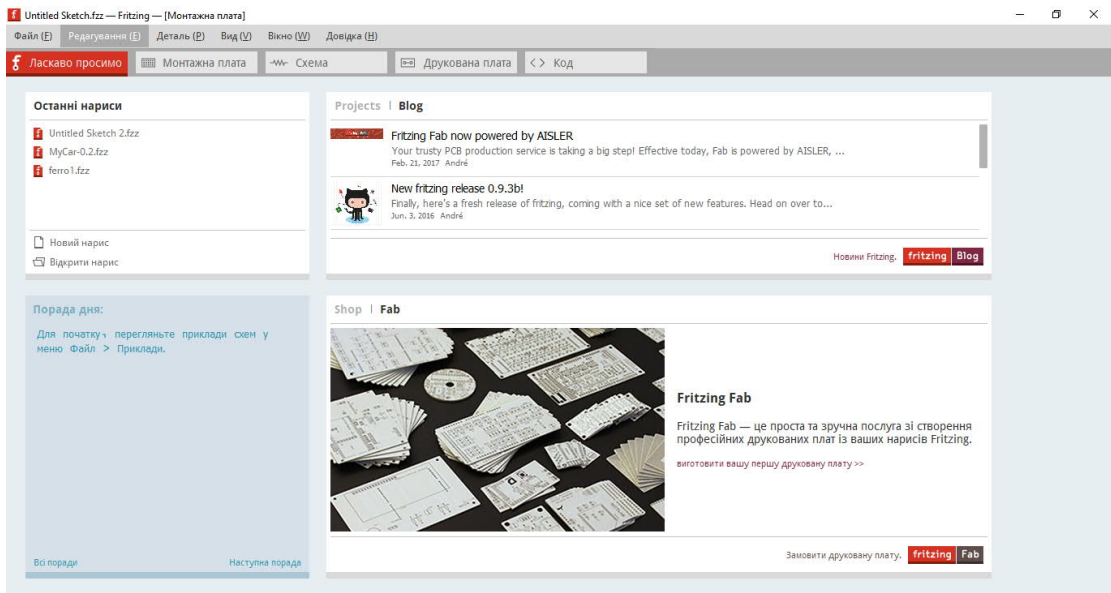 Untitled Sketch.fzz — Fritzing — [Монтажна плата]
Файл (F) Редагування (E) Деталь (P) Вид (V) Вікно (W) Довідка (H)
Ласкаво просимо Монтажна плата Схема Друкована плата Код
Останні нариси
Untitled Sketch 2.fzz
MyCar-0.2.fzz
ferro1.fzz
Новий нарис
Відкрити нарис
Projects | Blog
Fritzing Fab now powered by AISLER
Your trusty PCB production service is taking a big step! Effective today, Fab is powered by AISLER, ...
Feb. 21, 2017 André
New fritzing release 0.9.3b!
Finally, here's a fresh release of fritzing, coming with a nice set of new features. Head on over to...
Jun. 3, 2016 André
Новини Fritzing. fritzing Blog
Порада дня:
Для початку, перегляньте приклади схем у
меню Файл > Приклади.
Всі поради Наступна порада
Shop | Fab
Fritzing Fab
Fritzing Fab — це проста та зручна послуга зі створення
професійних друкованих плат із ваших нарисів Fritzing.
виготовити вашу першу друковану плату >>
Замовити друковану плату. fritzing Fab